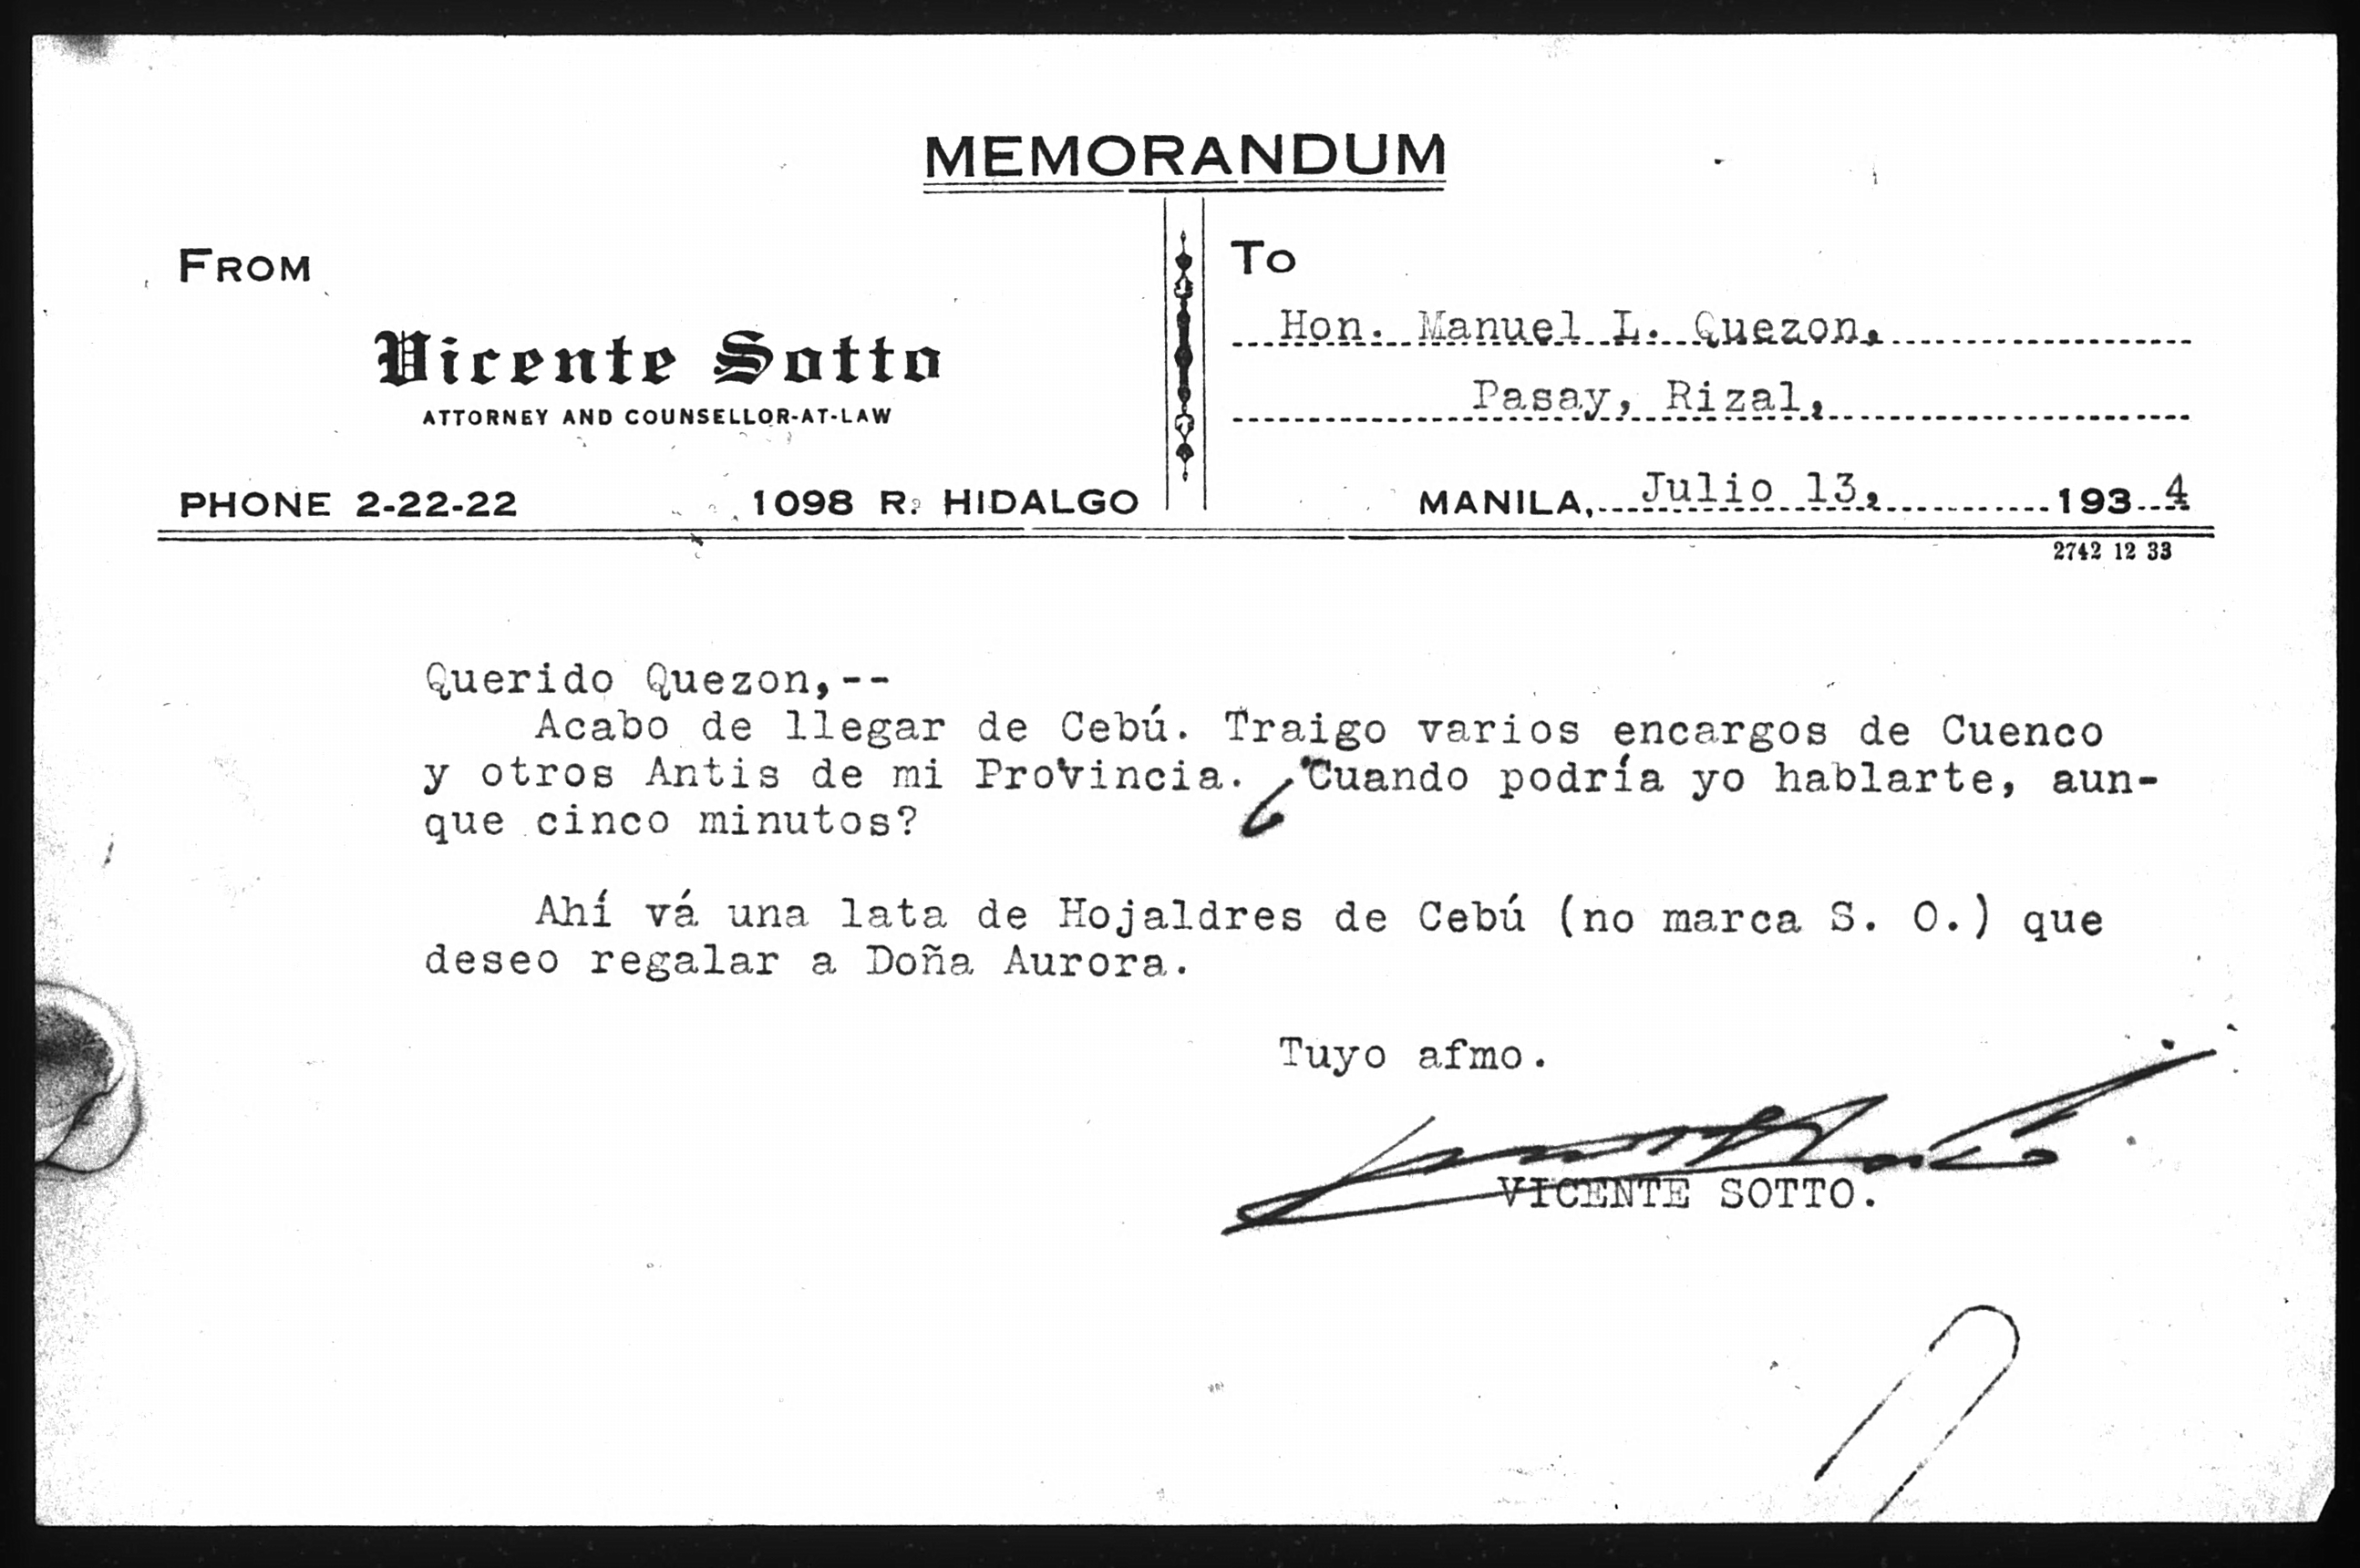 MEMORANDUM
FROM
Vicente Sotto
ATTORNEY AND COUNSELLOR-AT-LAW
PHONE 2-22-22 1098 R. HIDALGO
To
Hon. Manuel L. Quezon,
Pasay, Rizal,
MANILA, Julio 13, 1934
2742 12 33
Querido Quezon,--
Acabo de llegar de Cebú. Traigo varios encargos de Cuenco
y otros Antis de mi Provincia. ¿Cuando podría yo hablarte, aun-
que cinco minutos?
Ahí vá una lata de Hojaldres de Cebú (no marca S. O.) que
deseo regalar a Doña Aurora.
Tuyo afmo.
VICENTE SOTTO.